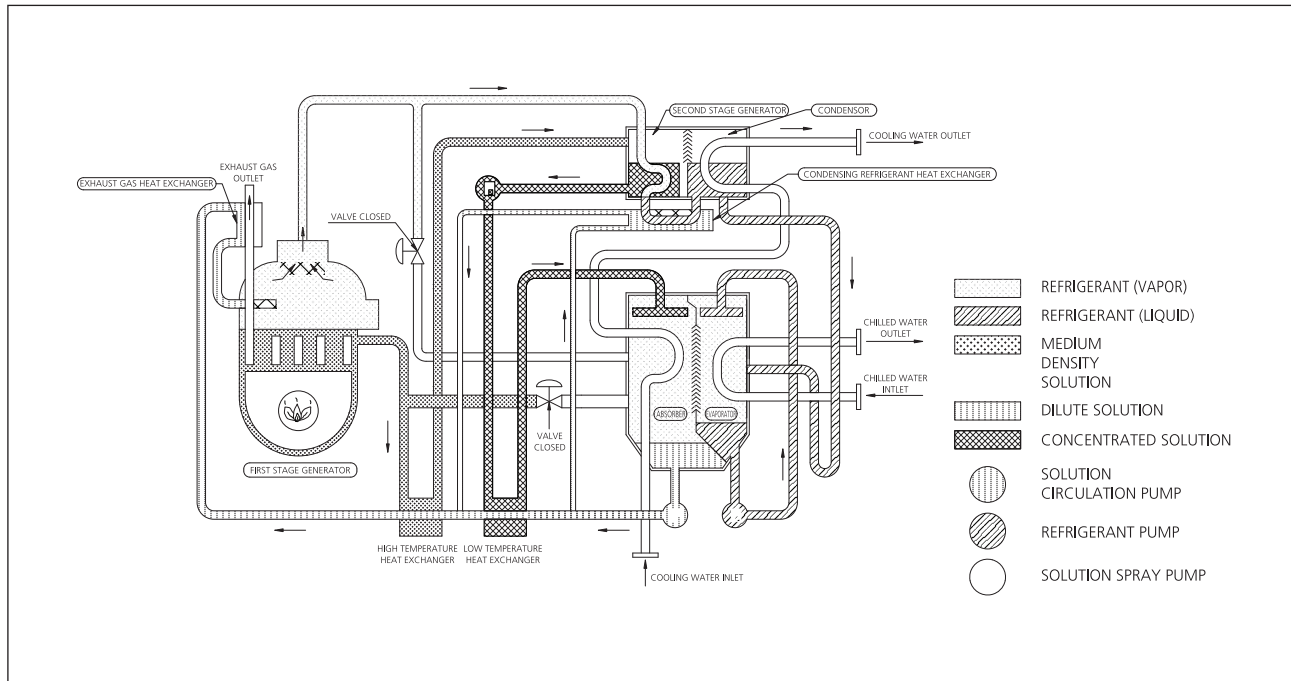 SECOND STAGE GENERATOR
CONDENSOR
COOLING WATER OUTLET
EXHAUST GAS
OUTLET
EXHAUST GAS HEAT EXCHANGER
CONDENSING REFRIGERANT HEAT EXCHANGER
VALVE CLOSED
REFRIGERANT (VAPOR)
REFRIGERANT (LIQUID)
MEDIUM
DENSITY
SOLUTION
DILUTE SOLUTION
CONCENTRATED SOLUTION
SOLUTION
CIRCULATION PUMP
REFRIGERANT PUMP
SOLUTION SPRAY PUMP
CHILLED WATER
OUTLET
CHILLED WATER
INTLET
ABSORBER
EVAPORATOR
VALVE
CLOSED
FIRST STAGE GENERATOR
HIGH TEMPERATURE
HEAT EXCHANGER
LOW TEMPERATURE
HEAT EXCHANGER
COOLING WATER INLET